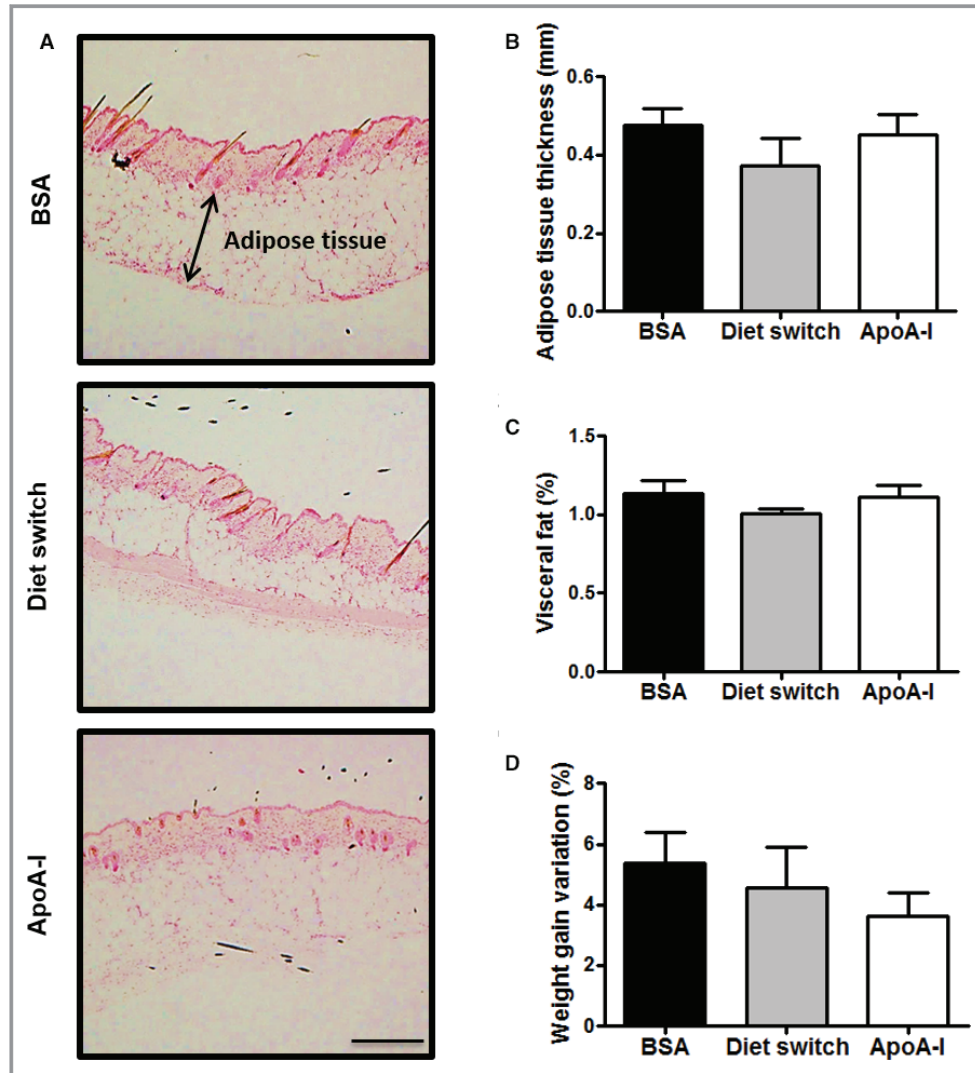 A
BSA
Adipose tissue
Diet switch
ApoA-I
B
Adipose tissue thickness (mm)
0.6
0.4
0.2
0.0
BSA Diet switch ApoA-I
C
Visceral fat (%)
1.5
1.0
0.5
0.0
BSA Diet switch ApoA-I
D
Weight gain variation (%)
8
6
4
2
0
BSA Diet switch ApoA-I